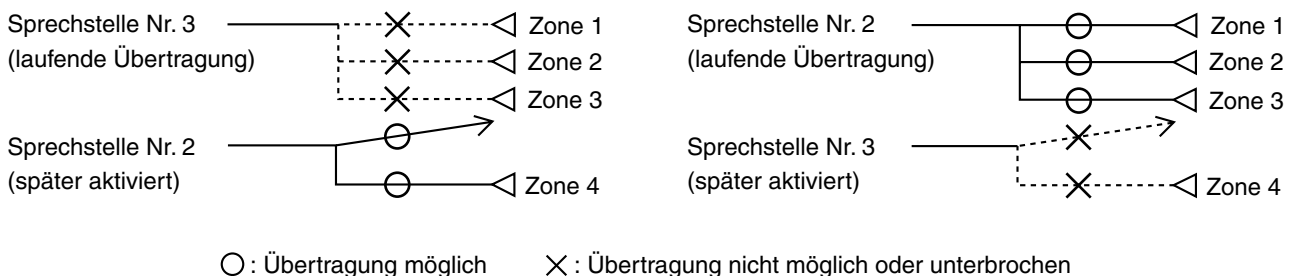 Sprechstelle Nr. 3
(laufende Übertragung)
Zone 1
Zone 2
Zone 3
Sprechstelle Nr. 2
(später aktiviert)
Zone 4
Sprechstelle Nr. 2
(laufende Übertragung)
Zone 1
Zone 2
Zone 3
Sprechstelle Nr. 3
(später aktiviert)
Zone 4
: Übertragung möglich
: Übertragung nicht möglich oder unterbrochen